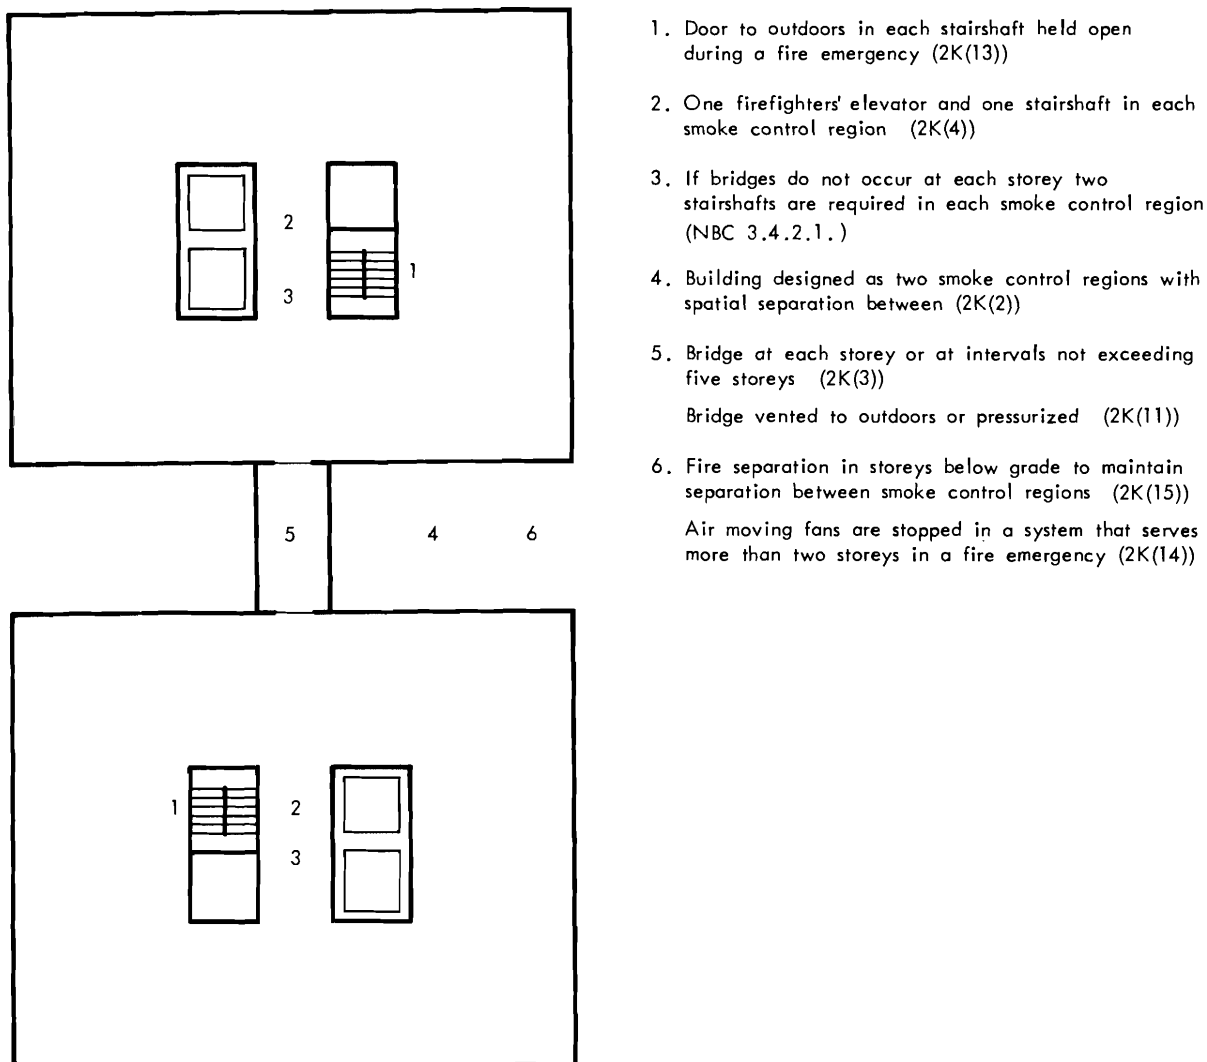 1. Door to outdoors in each stairshaft held open
during a fire emergency (2K(13))
2. One firefighters' elevator and one stairshaft in each
smoke control region (2K(4))
3. If bridges do not occur at each storey two
stairshafts are required in each smoke control region
(NBC 3.4.2.1.)
4. Building designed as two smoke control regions with
spatial separation between (2K(2))
5. Bridge at each storey or at intervals not exceeding
five storeys (2K(3))
Bridge vented to outdoors or pressurized (2K(11))
6. Fire separation in storeys below grade to maintain
separation between smoke control regions (2K(15))
Air moving fans are stopped in a system that serves
more than two storeys in a fire emergency (2K(14))
2
1
3
5 4 6
1 2
3